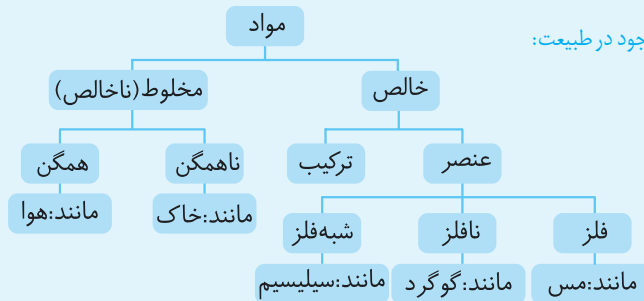 جود در طبیعت:
مواد
خالص
مخلوط(ناخالص)
عنصر
ترکیب
ناهمگن
همگن
مانند:خاک
مانند:هوا
فلز
نافلز
شبه‌فلز
مانند:مس
مانند:گوگرد
مانند:سیلیسیم